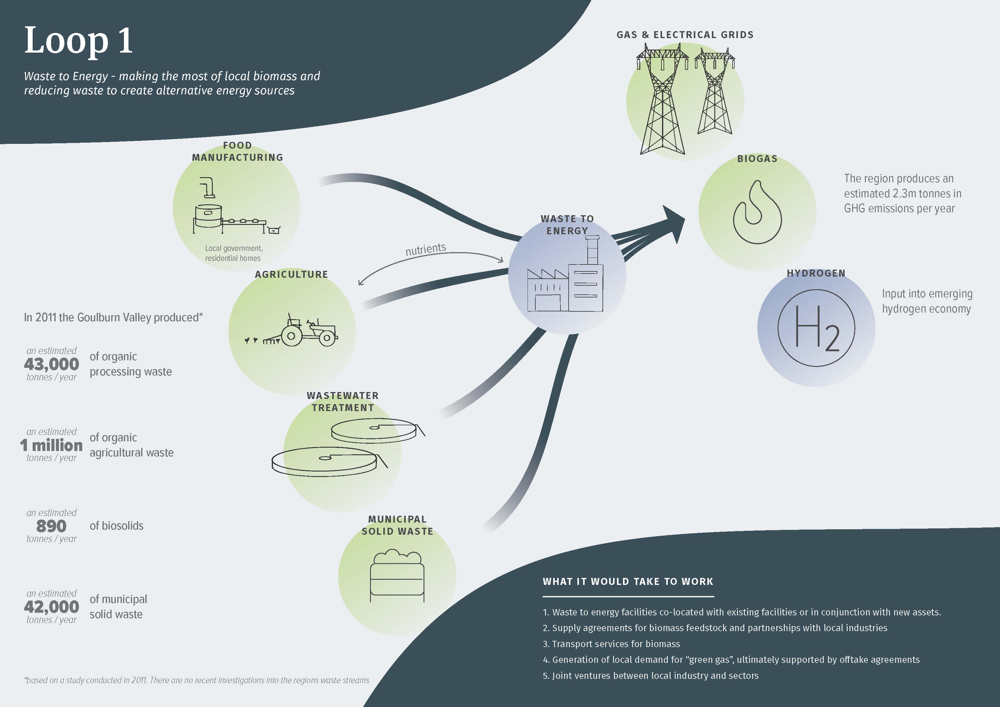 Loop 1
Waste to Energy - making the most of local biomass and
reducing waste to create alternative energy sources
GAS & ELECTRICAL GRIDS
FOOD
MANUFACTURING
Local government,
residential homes
BIOGAS
The region produces an
estimated 2.3m tonnes in
GHG emissions per year
WASTE TO
ENERGY
nutrients
AGRICULTURE
HYDROGEN
H2
Input into emerging
hydrogen economy
In 2011 the Goulburn Valley produced*
an estimated
43,000
tonnes / year
of organic
processing waste
WASTEWATER
TREATMENT
an estimated
1 million
tonnes / year
of organic
agricultural waste
an estimated
890
tonnes / year
of biosolids
MUNICIPAL
SOLID WASTE
an estimated
42,000
tonnes / year
of municipal
solid waste
*based on a study conducted in 2011. There are no recent investigations into the regions waste streams
WHAT IT WOULD TAKE TO WORK
1. Waste to energy facilities co-located with existing facilities or in conjunction with new assets.
2. Supply agreements for biomass feedstock and partnerships with local industries
3. Transport services for biomass
4. Generation of local demand for “green gas”, ultimately supported by offtake agreements
5. Joint ventures between local industry and sectors